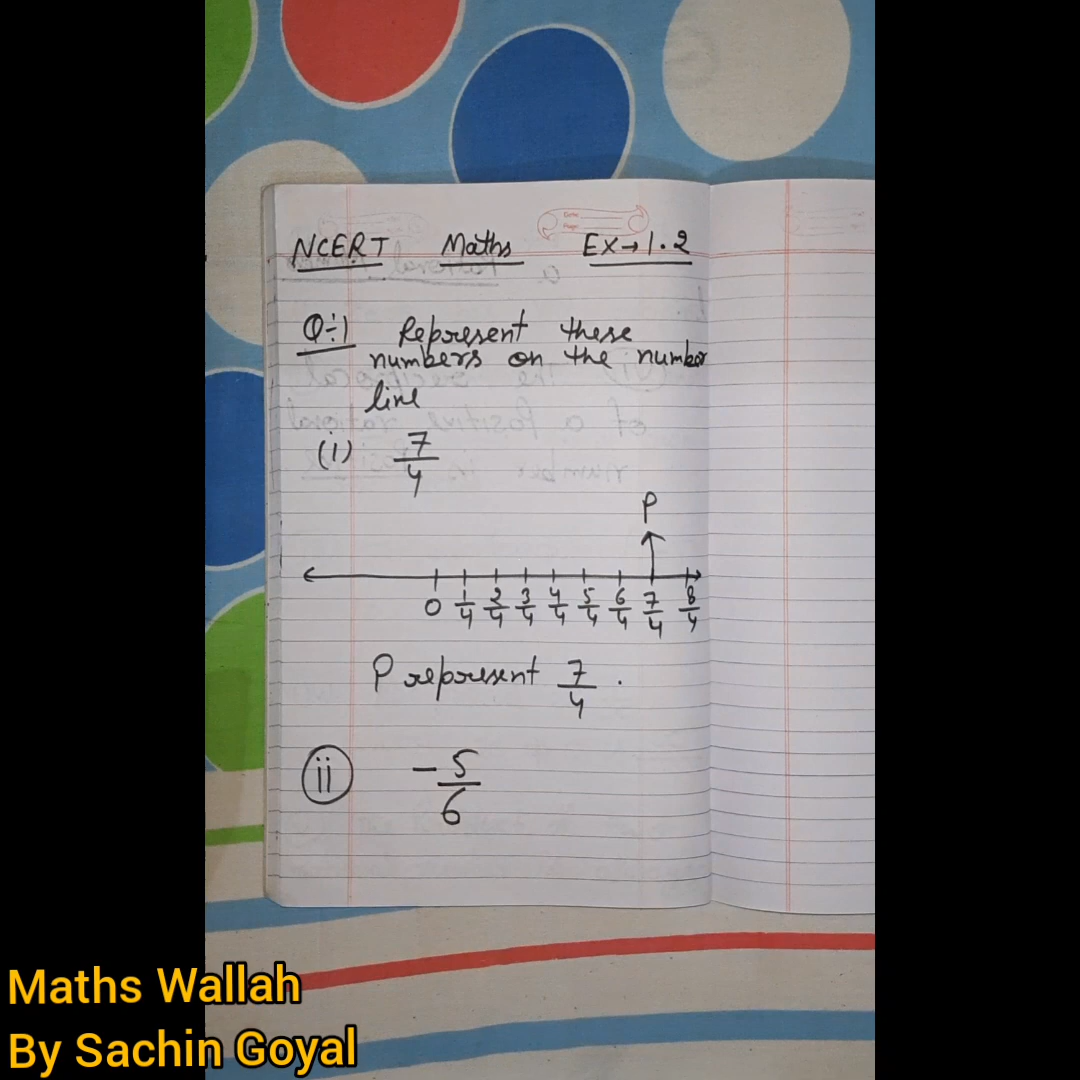 NCERT Maths EX→1.2
Q÷1 Represent these
numbers on the number
line
(i) 7/4
P
0 1/4 2/4 3/4 4/4 5/4 6/4 7/4 8/4
P represent 7/4.
ii -5/6
Maths Wallah
By Sachin Goyal